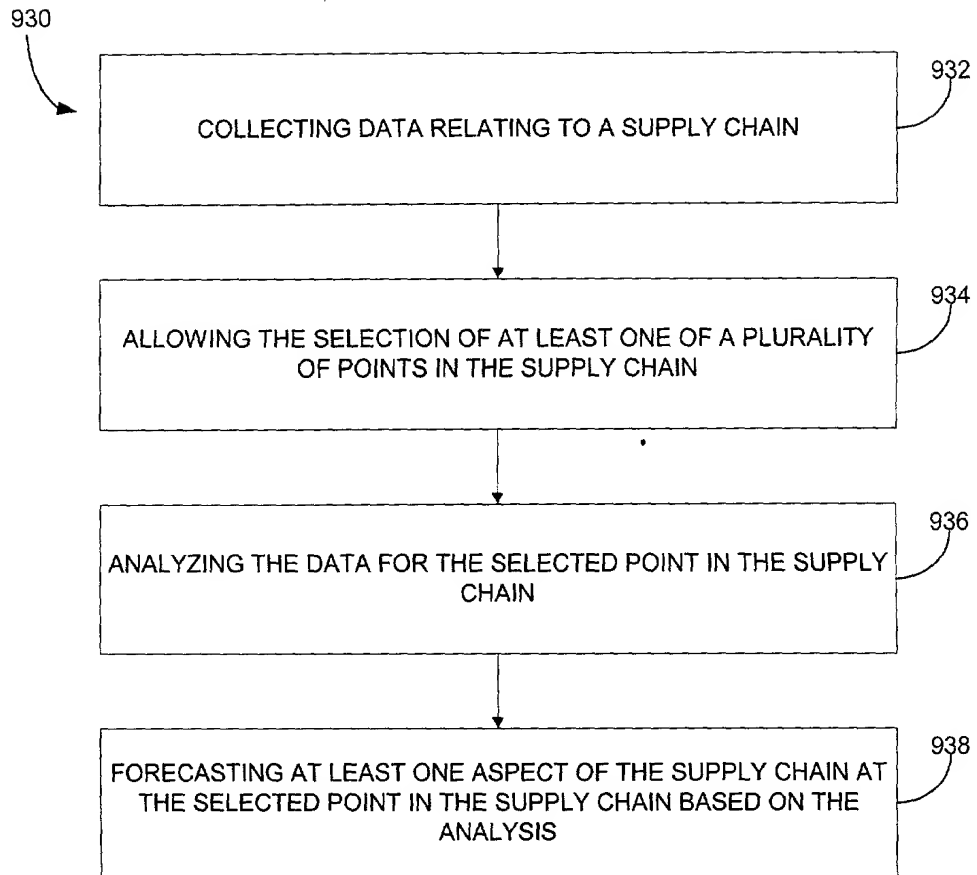 930
932
COLLECTING DATA RELATING TO A SUPPLY CHAIN
934
ALLOWING THE SELECTION OF AT LEAST ONE OF A PLURALITY
OF POINTS IN THE SUPPLY CHAIN
936
ANALYZING THE DATA FOR THE SELECTED POINT IN THE SUPPLY
CHAIN
938
FORECASTING AT LEAST ONE ASPECT OF THE SUPPLY CHAIN AT
THE SELECTED POINT IN THE SUPPLY CHAIN BASED ON THE
ANALYSIS